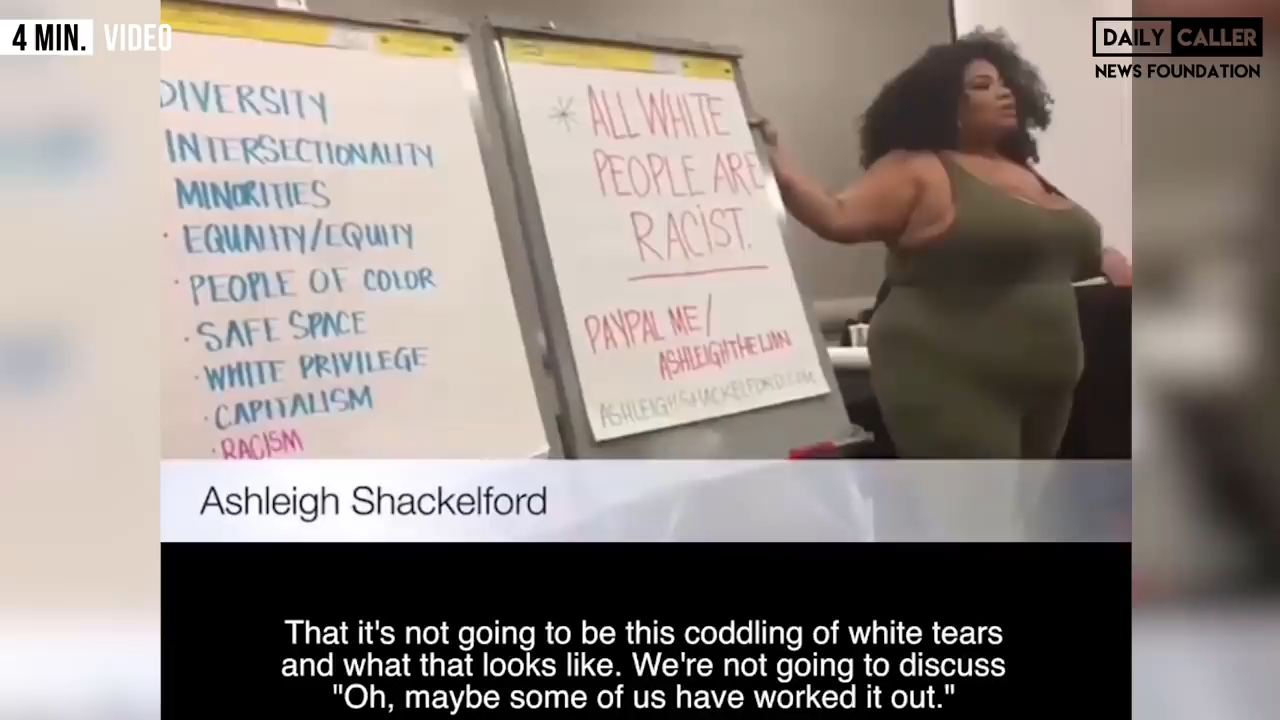 4 MIN. VIDEO
DAILY CALLER
NEWS FOUNDATION
DIVERSITY
INTERSECTIONALITY
MINORITIES
· EQUALITY/EQUITY
· PEOPLE OF COLOR
· SAFE SPACE
· WHITE PRIVILEGE
· CAPITALISM
· RACISM
* ALL WHITE
PEOPLE ARE
RACIST.
PAYPAL ME/
ASHLEIGHTHELION
ASHLEIGHSHACKELFORD.COM
Ashleigh Shackelford
That it's not going to be this coddling of white tears
and what that looks like. We're not going to discuss
"Oh, maybe some of us have worked it out."